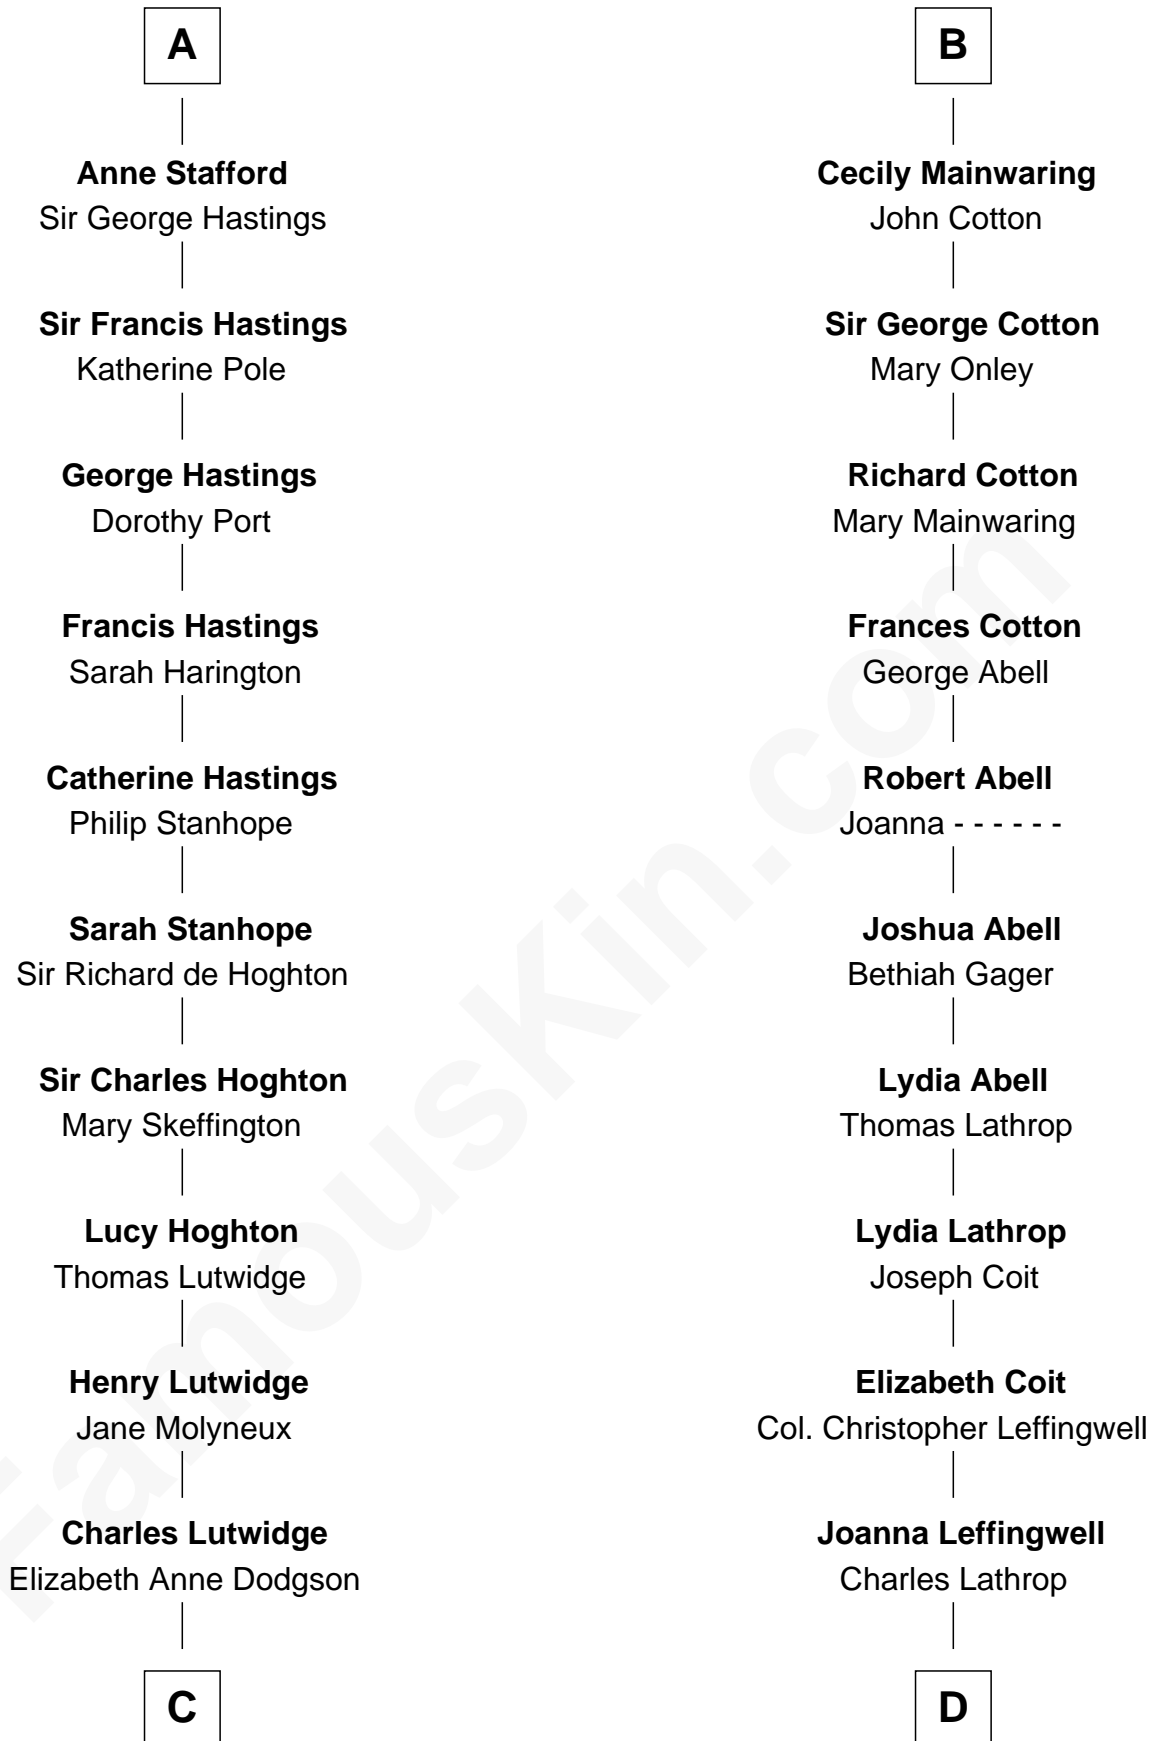 A
Anne Stafford
Sir George Hastings
Sir Francis Hastings
Katherine Pole
George Hastings
Dorothy Port
Francis Hastings
Sarah Harington
Catherine Hastings
Philip Stanhope
Sarah Stanhope
Sir Richard de Hoghton
Sir Charles Hoghton
Mary Skeffington
Lucy Hoghton
Thomas Lutwidge
Henry Lutwidge
Jane Molyneux
Charles Lutwidge
Elizabeth Anne Dodgson
C
B
Cecily Mainwaring
John Cotton
Sir George Cotton
Mary Onley
Richard Cotton
Mary Mainwaring
Frances Cotton
George Abell
Robert Abell
Joanna - - - - - -
Joshua Abell
Bethiah Gager
Lydia Abell
Thomas Lathrop
Lydia Lathrop
Joseph Coit
Elizabeth Coit
Col. Christopher Leffingwell
Joanna Leffingwell
Charles Lathrop
D
FamousKin.com